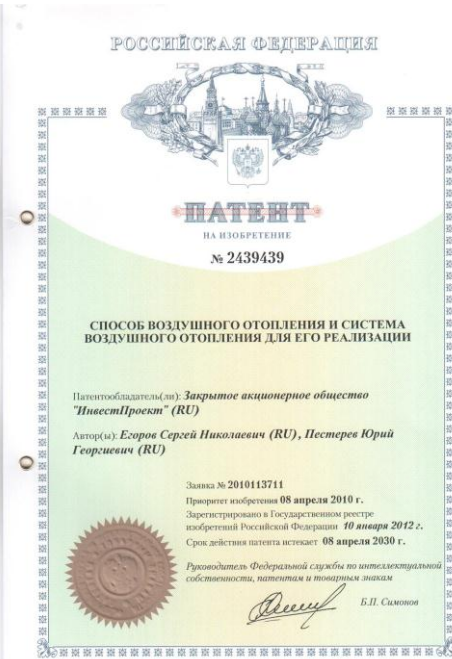 РОССИЙСКАЯ ФЕДЕРАЦИЯ
ПАТЕНТ
НА ИЗОБРЕТЕНИЕ
№ 2439439
СПОСОБ ВОЗДУШНОГО ОТОПЛЕНИЯ И СИСТЕМА
ВОЗДУШНОГО ОТОПЛЕНИЯ ДЛЯ ЕГО РЕАЛИЗАЦИИ
Патентообладатель(ли): Закрытое акционерное общество
"ИнвестПроект" (RU)
Автор(ы): Егоров Сергей Николаевич (RU), Пестерев Юрий
Георгиевич (RU)
Заявка № 2010113711
Приоритет изобретения 08 апреля 2010 г.
Зарегистрировано в Государственном реестре
изобретений Российской Федерации 10 января 2012 г.
Срок действия патента истекает 08 апреля 2030 г.
Руководитель Федеральной службы по интеллектуальной
собственности, патентам и товарным знакам
Б.П. Симонов